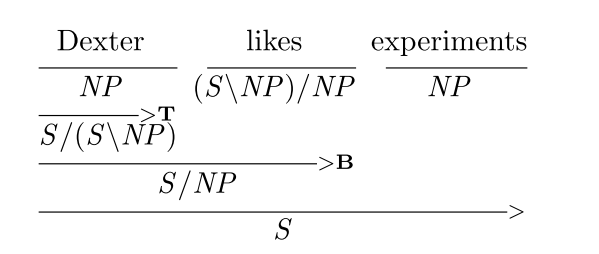 Dexter likes experiments
NP (S\NP)/NP NP
>T
S/(S\NP)
>B
S/NP
>
S